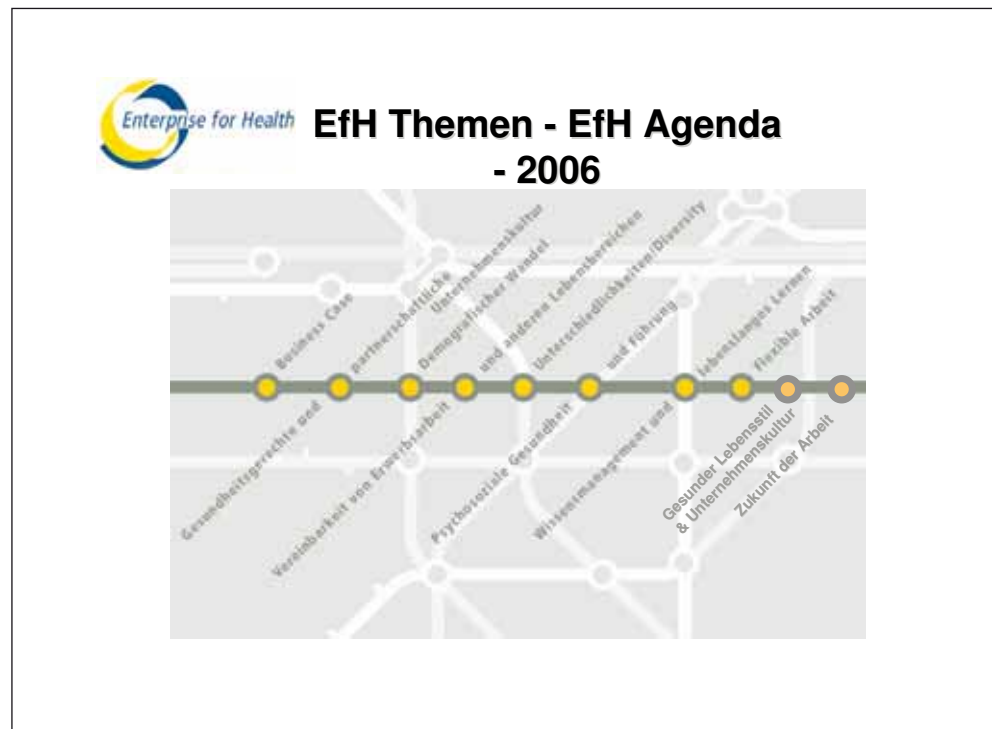 Enterprise for Health
EfH Themen - EfH Agenda
- 2006
Business Case
Gesundheitsgerechte und
partnerschaftliche
Unternehmenskultur
Demografischer Wandel
Vereinbarkeit von Erwerbsarbeit
und anderen Lebensbereichen
Unterschiedlichkeiten/Diversity
Psychosoziale Gesundheit
und Führung
Wissensmanagement und
lebenslanges Lernen
flexible Arbeit
Gesunder Lebensstil
& Unternehmenskultur
Zukunft der Arbeit